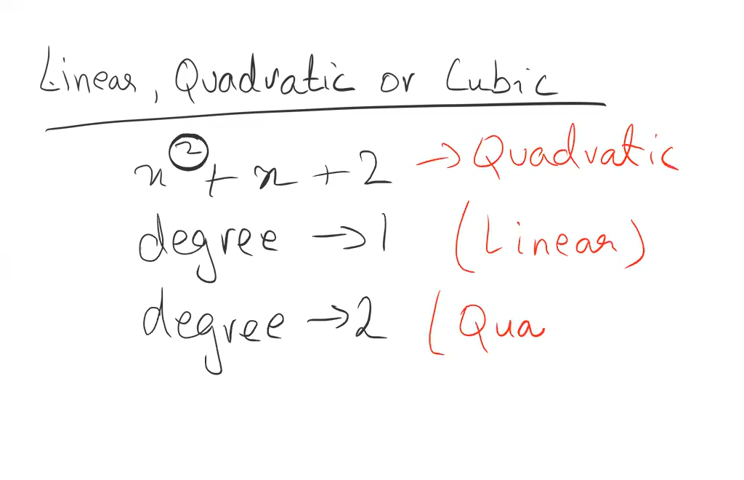 Linear, Quadratic or Cubic
x² + x + 2 → Quadratic
degree → 1 (Linear)
degree → 2 (Qua